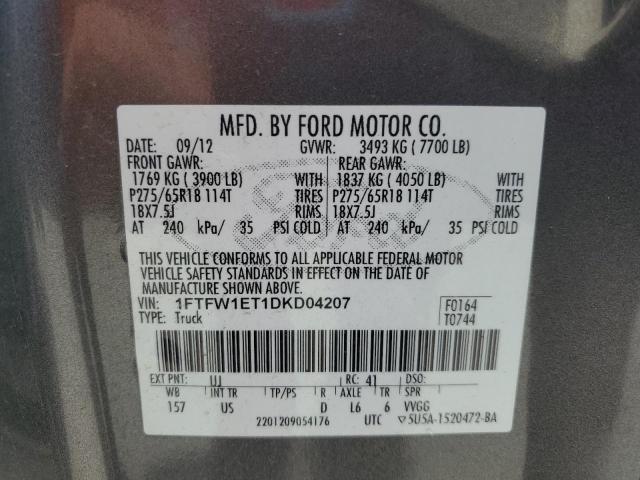 MFD. BY FORD MOTOR CO.
DATE: 09/12 GVWR: 3493 KG ( 7700 LB)
FRONT GAWR: REAR GAWR:
1769 KG ( 3900 LB) WITH 1837 KG ( 4050 LB) WITH
P275/65R18 114T TIRES P275/65R18 114T TIRES
18X7.5J RIMS 18X7.5J RIMS
AT 240 kPa/ 35 PSI COLD AT 240 kPa/ 35 PSI COLD
THIS VEHICLE CONFORMS TO ALL APPLICABLE FEDERAL MOTOR
VEHICLE SAFETY STANDARDS IN EFFECT ON THE DATE OF
MANUFACTURE SHOWN ABOVE.
VIN: 1FTFW1ET1DKD04207 F0164
TYPE: Truck T0744
EXT PNT: UJ RC: 41 DSO:
WB INT TR TP/PS R AXLE TR SPR
157 US D L6 6 VVGG
2201209054176 UTC 5U5A-1520472-BA